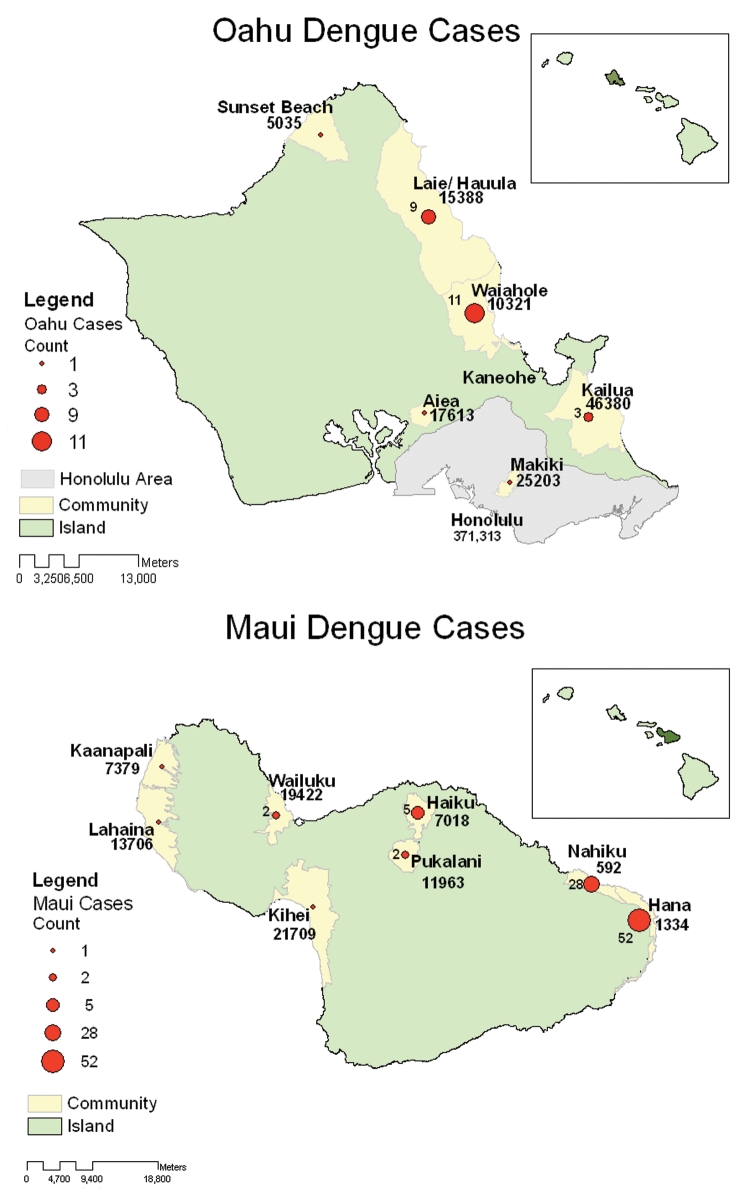 Oahu Dengue Cases
Sunset Beach
5035
Laie/ Hauula
15388
9
Waiahole
11
10321
Legend
Oahu Cases
Count
1
3
9
11
Honolulu Area
Community
Island
Meters
0 3,2506,500 13,000
Kaneohe
Kailua
46380
3
Aiea
17613
Makiki
25203
Honolulu
371,313
Maui Dengue Cases
Kaanapali
7379
Wailuku
19422
2
Lahaina
13706
Haiku
5
7018
2
Pukalani
11963
Nahiku
592
28
Hana
1334
52
Kihei
21709
Legend
Maui Cases
Count
1
2
5
28
52
Community
Island
Meters
0 4,700 9,400 18,800